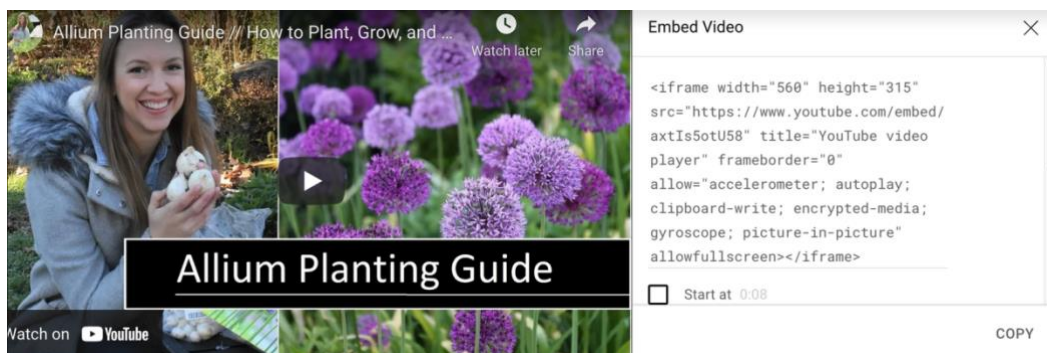 Allium Planting Guide // How to Plant, Grow, and ...
Watch later
Share
Allium Planting Guide
Watch on YouTube
Embed Video
<iframe width="560" height="315"
src="https://www.youtube.com/embed/
axtIs5otU58" title="YouTube video
player" frameborder="0"
allow="accelerometer; autoplay;
clipboard-write; encrypted-media;
gyroscope; picture-in-picture"
allowfullscreen></iframe>
Start at 0:08
COPY